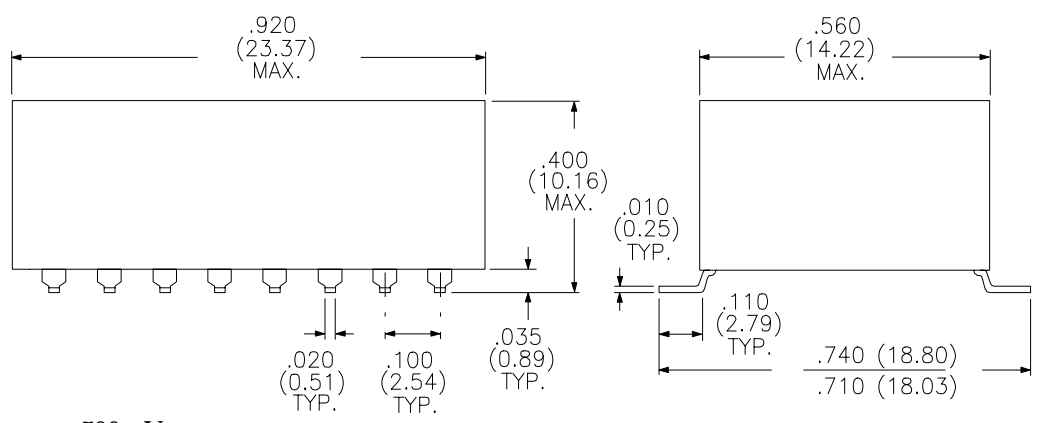 .920
(23.37)
MAX.
.560
(14.22)
MAX.
.400
(10.16)
MAX.
.010
(0.25)
TYP.
.110
(2.79)
TYP.
.035
(0.89)
TYP.
.020
(0.51)
TYP.
.100
(2.54)
TYP.
.740 (18.80)
.710 (18.03)